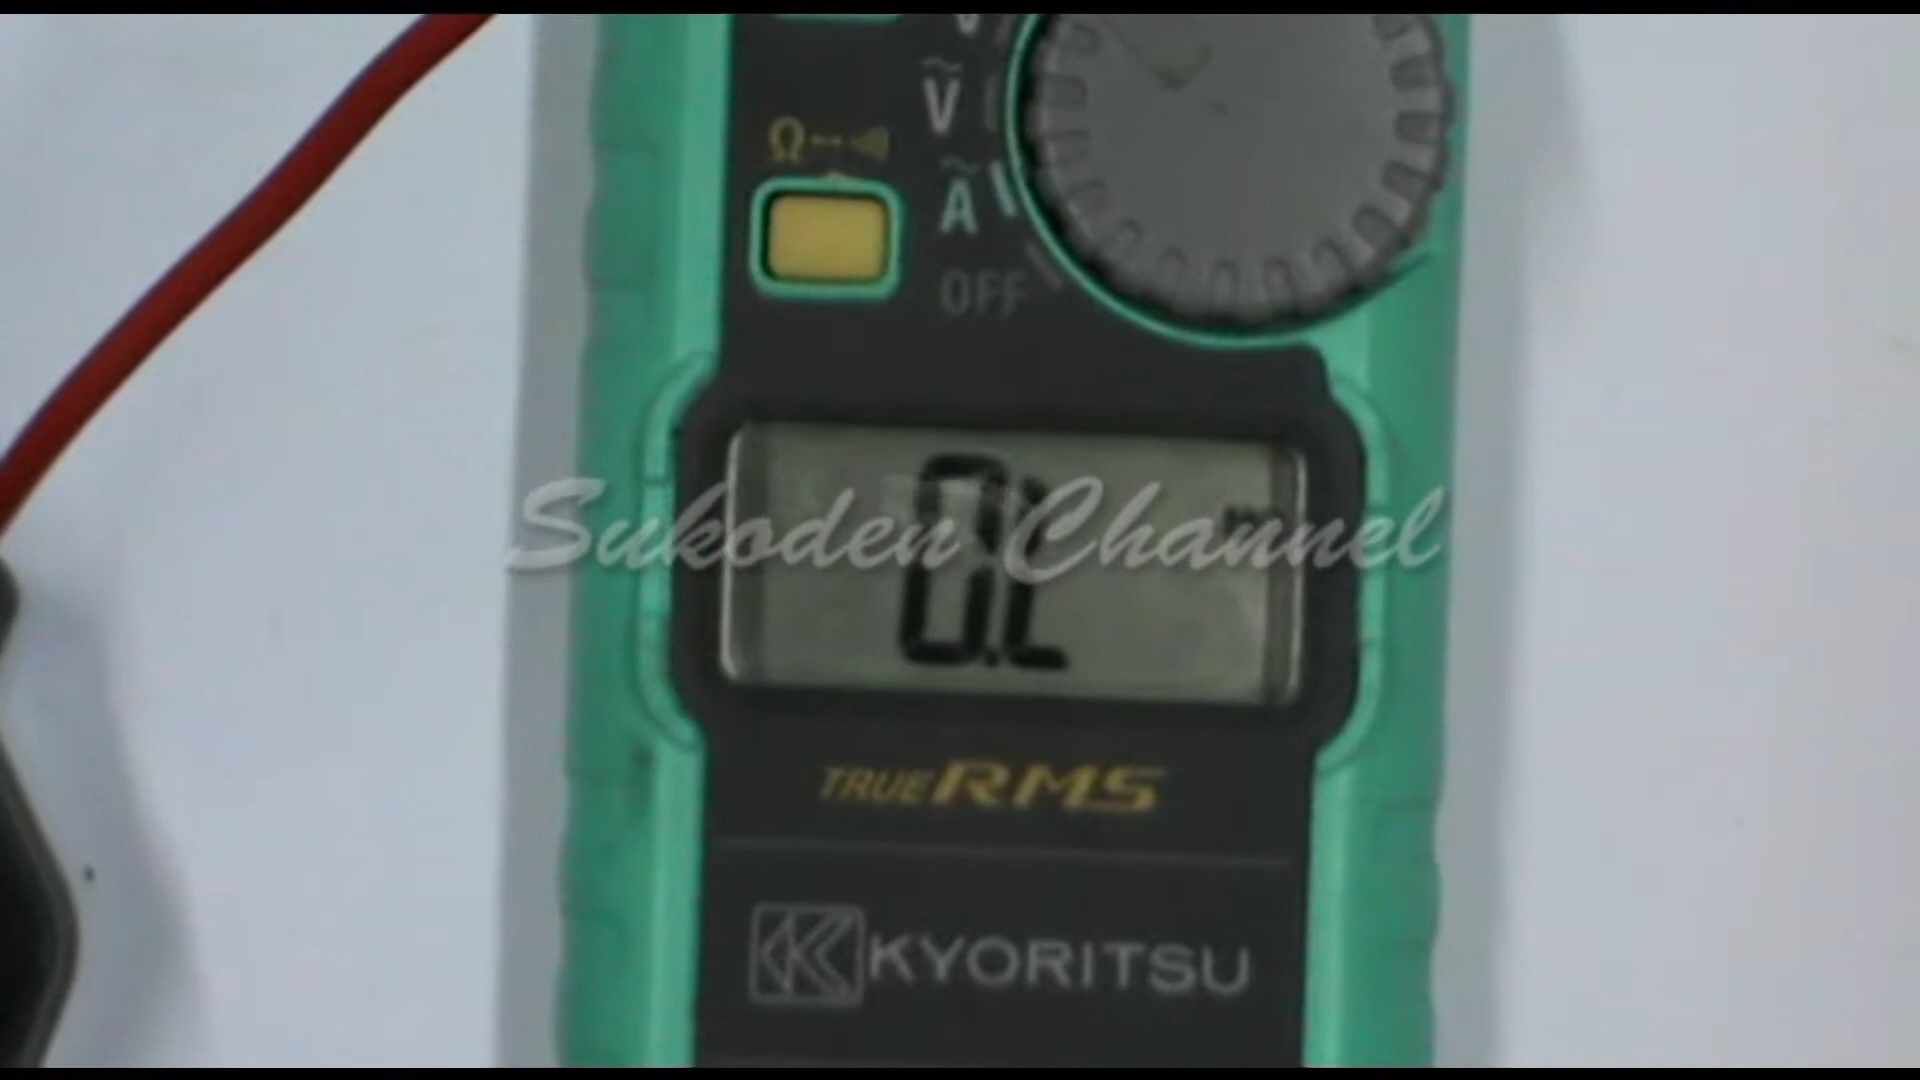 V
Ṽ
Ω
Ã
OFF
O.L
Sukoden Channel
TRUE RMS
KYORITSU